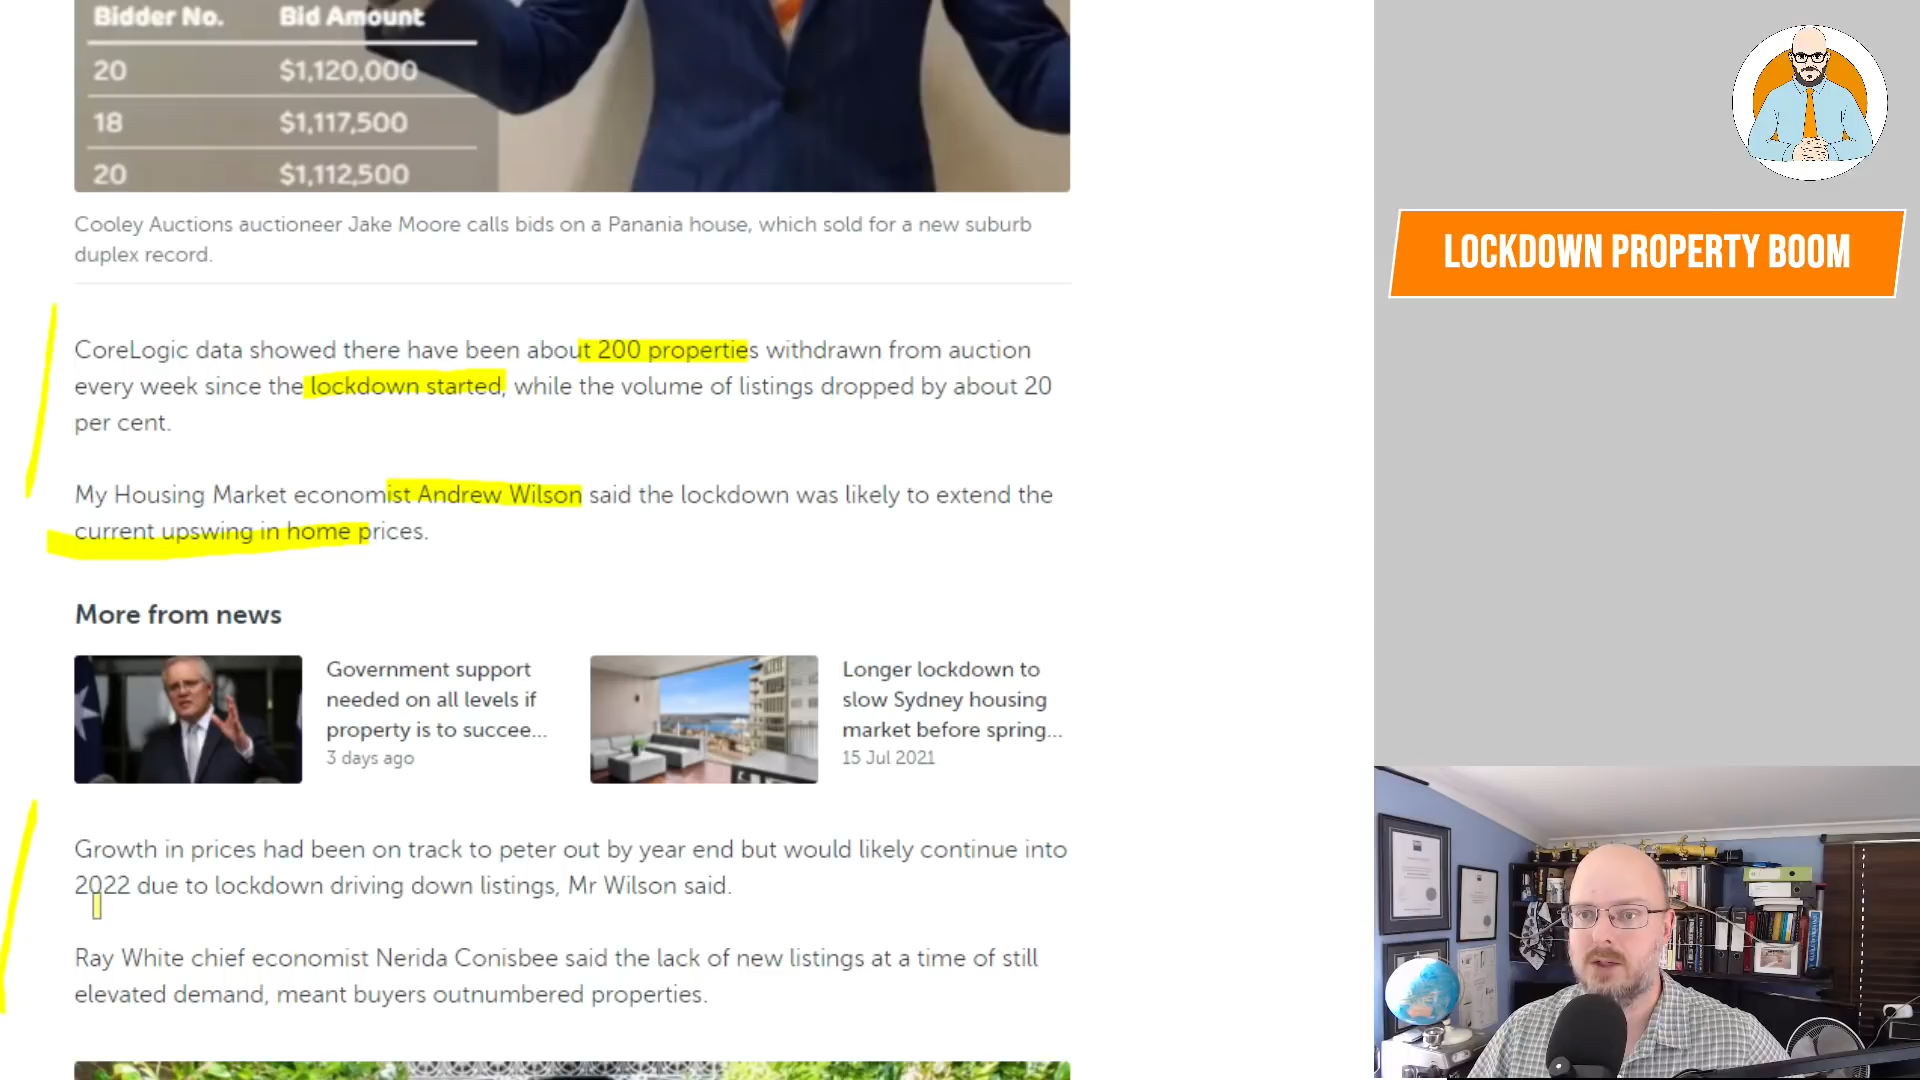 Bidder No. Bid Amount
20 $1,120,000
18 $1,117,500
20 $1,112,500
Cooley Auctions auctioneer Jake Moore calls bids on a Panania house, which sold for a new suburb
duplex record.
LOCKDOWN PROPERTY BOOM
CoreLogic data showed there have been about 200 properties withdrawn from auction
every week since the lockdown started, while the volume of listings dropped by about 20
per cent.
My Housing Market economist Andrew Wilson said the lockdown was likely to extend the
current upswing in home prices.
More from news
Government support
needed on all levels if
property is to succee...
3 days ago
Longer lockdown to
slow Sydney housing
market before spring...
15 Jul 2021
Growth in prices had been on track to peter out by year end but would likely continue into
2022 due to lockdown driving down listings, Mr Wilson said.
Ray White chief economist Nerida Conisbee said the lack of new listings at a time of still
elevated demand, meant buyers outnumbered properties.